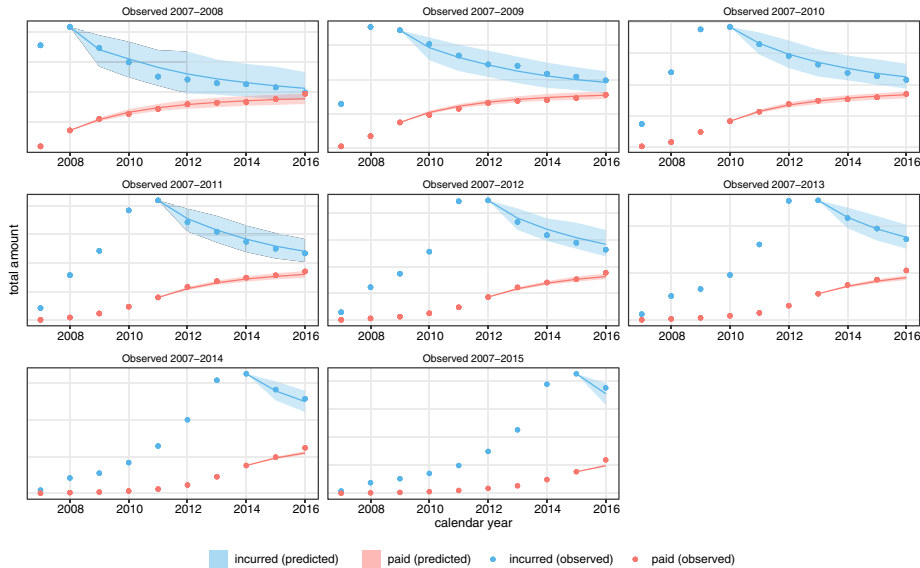 Observed 2007–2008
Observed 2007–2009
Observed 2007–2010
2008 2010 2012 2014 2016
2008 2010 2012 2014 2016
2008 2010 2012 2014 2016
Observed 2007–2011
Observed 2007–2012
Observed 2007–2013
total amount
2008 2010 2012 2014 2016
2008 2010 2012 2014 2016
2008 2010 2012 2014 2016
Observed 2007–2014
Observed 2007–2015
2008 2010 2012 2014 2016
2008 2010 2012 2014 2016
calendar year
incurred (predicted) paid (predicted) incurred (observed) paid (observed)